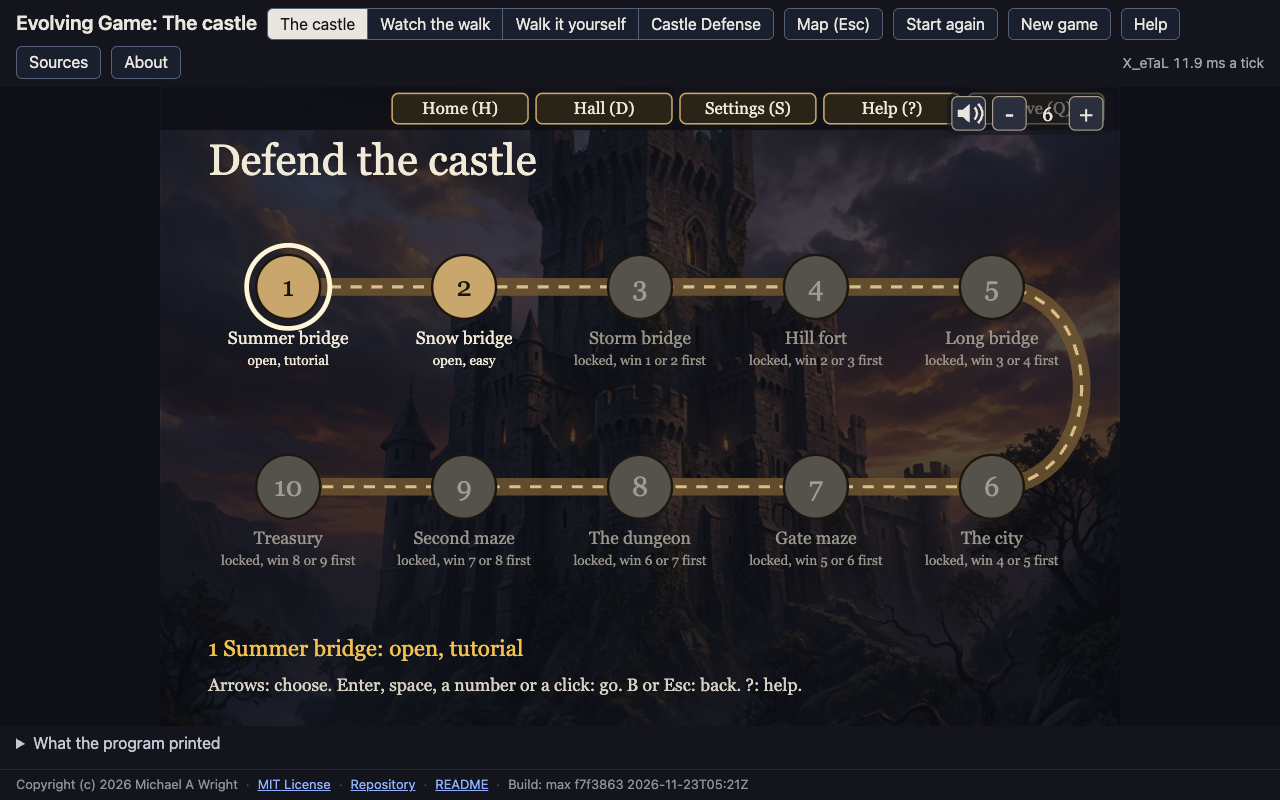 Evolving Game: The castle
The castle
Watch the walk
Walk it yourself
Castle Defense
Map (Esc)
Start again
New game
Help
Sources
About
X_eTaL 11.9 ms a tick
Home (H)
Hall (D)
Settings (S)
Help (?)
-
6
+
Defend the castle
1
2
3
4
5
Summer bridge
Snow bridge
Storm bridge
Hill fort
Long bridge
open, tutorial
open, easy
locked, win 1 or 2 first
locked, win 2 or 3 first
locked, win 3 or 4 first
10
9
8
7
6
Treasury
Second maze
The dungeon
Gate maze
The city
locked, win 8 or 9 first
locked, win 7 or 8 first
locked, win 6 or 7 first
locked, win 5 or 6 first
locked, win 4 or 5 first
1 Summer bridge: open, tutorial
Arrows: choose. Enter, space, a number or a click: go. B or Esc: back. ?: help.
What the program printed
Copyright (c) 2026 Michael A Wright · MIT License · Repository · README · Build: max f7f3863 2026-11-23T05:21Z